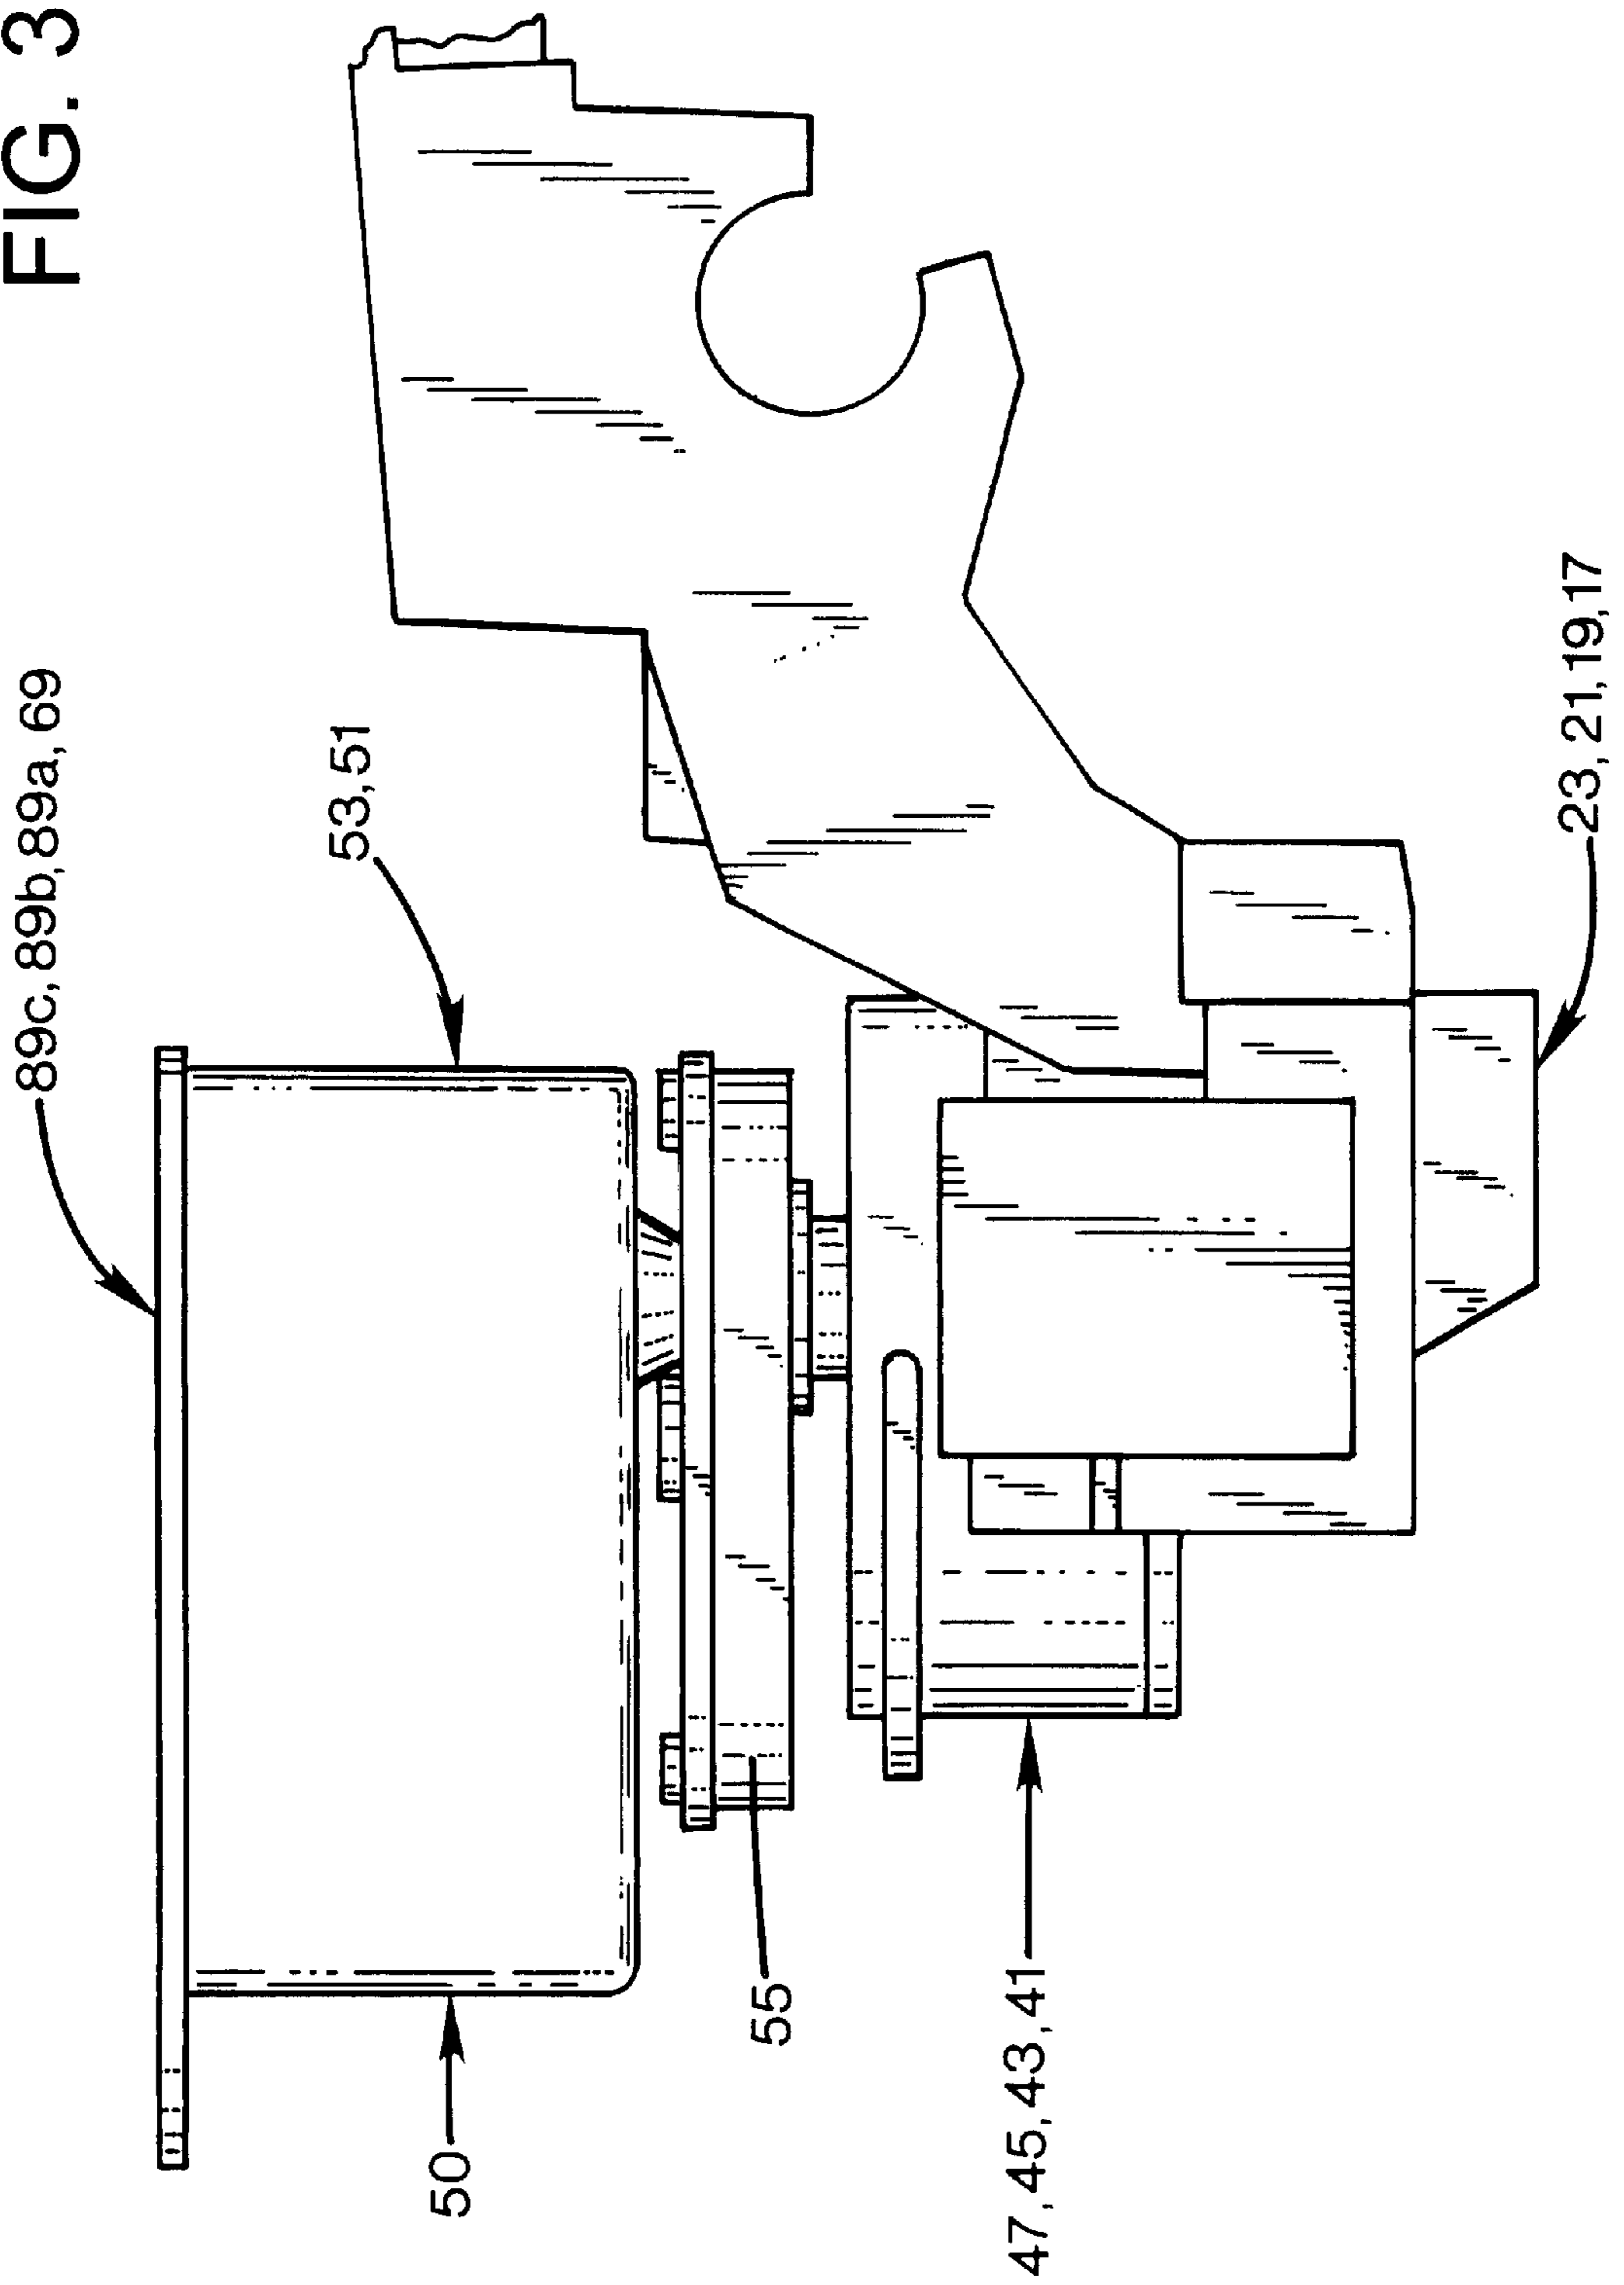 FIG. 3
89c, 89b, 89a, 69
53, 51
50
55
47, 45, 43, 41
23, 21, 19, 17